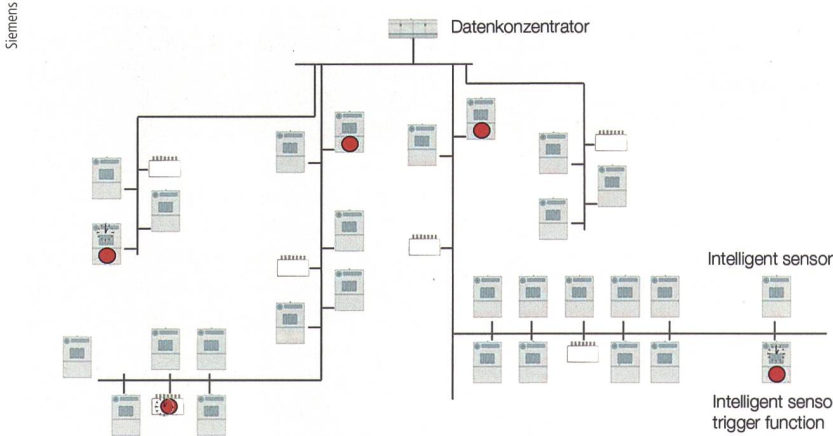 Siemens
Datenkonzentrator
Intelligent sensor
Intelligent senso
trigger function